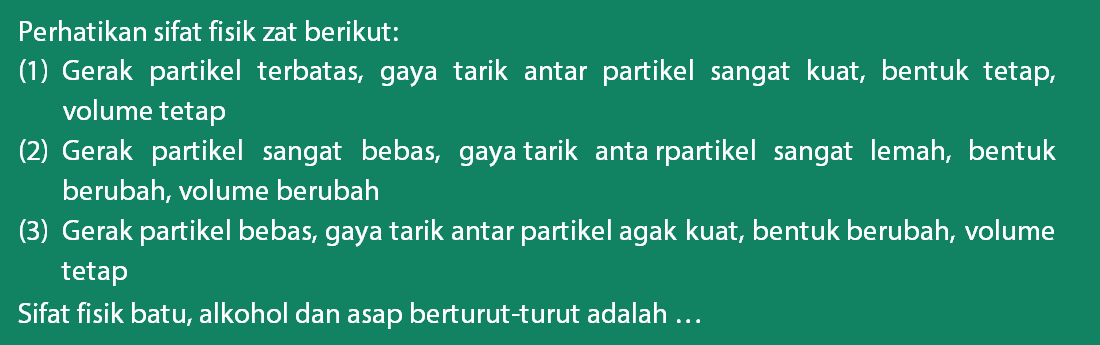 Perhatikan sifat fisik zat berikut:
(1) Gerak partikel terbatas, gaya tarik antar partikel sangat kuat, bentuk tetap,
volume tetap
(2) Gerak partikel sangat bebas, gaya tarik anta rpartikel sangat lemah, bentuk
berubah, volume berubah
(3) Gerak partikel bebas, gaya tarik antar partikel agak kuat, bentuk berubah, volume
tetap
Sifat fisik batu, alkohol dan asap berturut-turut adalah ...